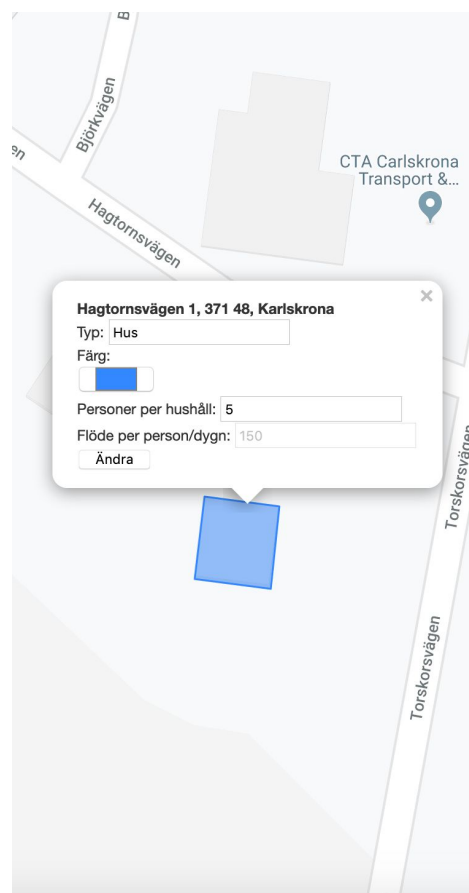 Björkvägen
CTA Carlskrona
Transport &...
Hagtornsvägen
×
Hagtornsvägen 1, 371 48, Karlskrona
Typ: Hus
Färg:
Personer per hushåll: 5
Flöde per person/dygn: 150
Ändra
Torskorsvägen
Torskorsvägen